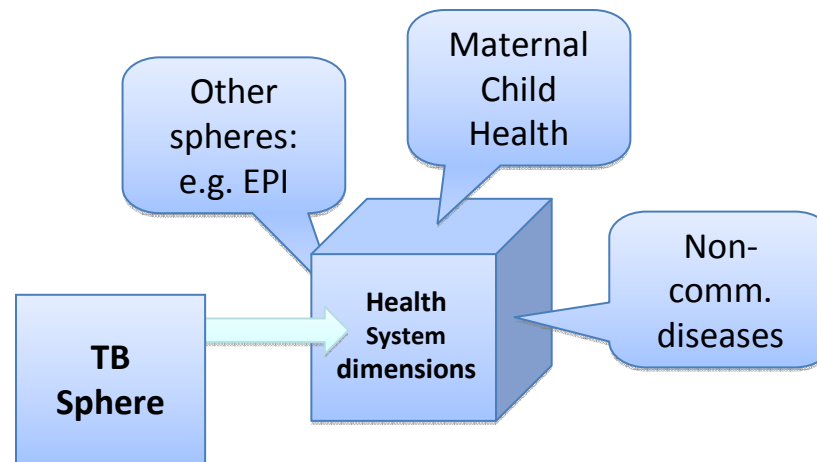 Other
spheres:
e.g. EPI
Maternal
Child
Health
Non-
comm.
diseases
Health
System
dimensions
TB
Sphere